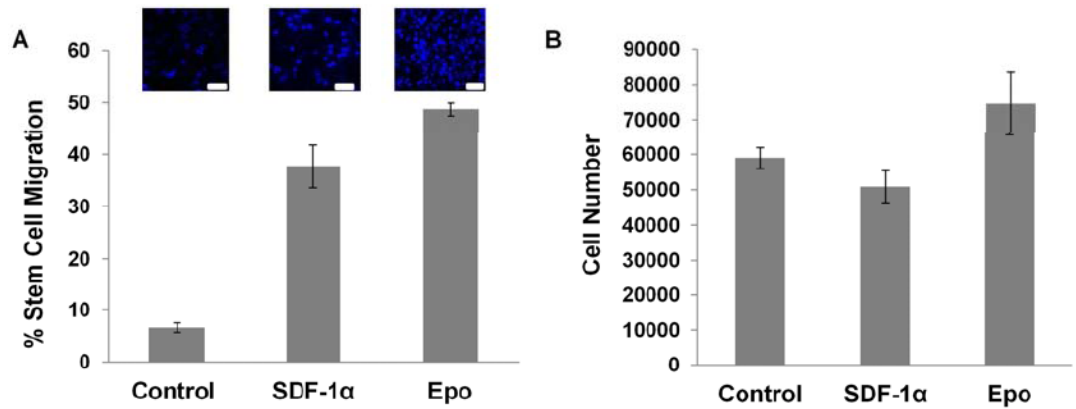 A
% Stem Cell Migration
60
50
40
30
20
10
0
Control SDF-1α Epo
B
Cell Number
90000
80000
70000
60000
50000
40000
30000
20000
10000
0
Control SDF-1α Epo